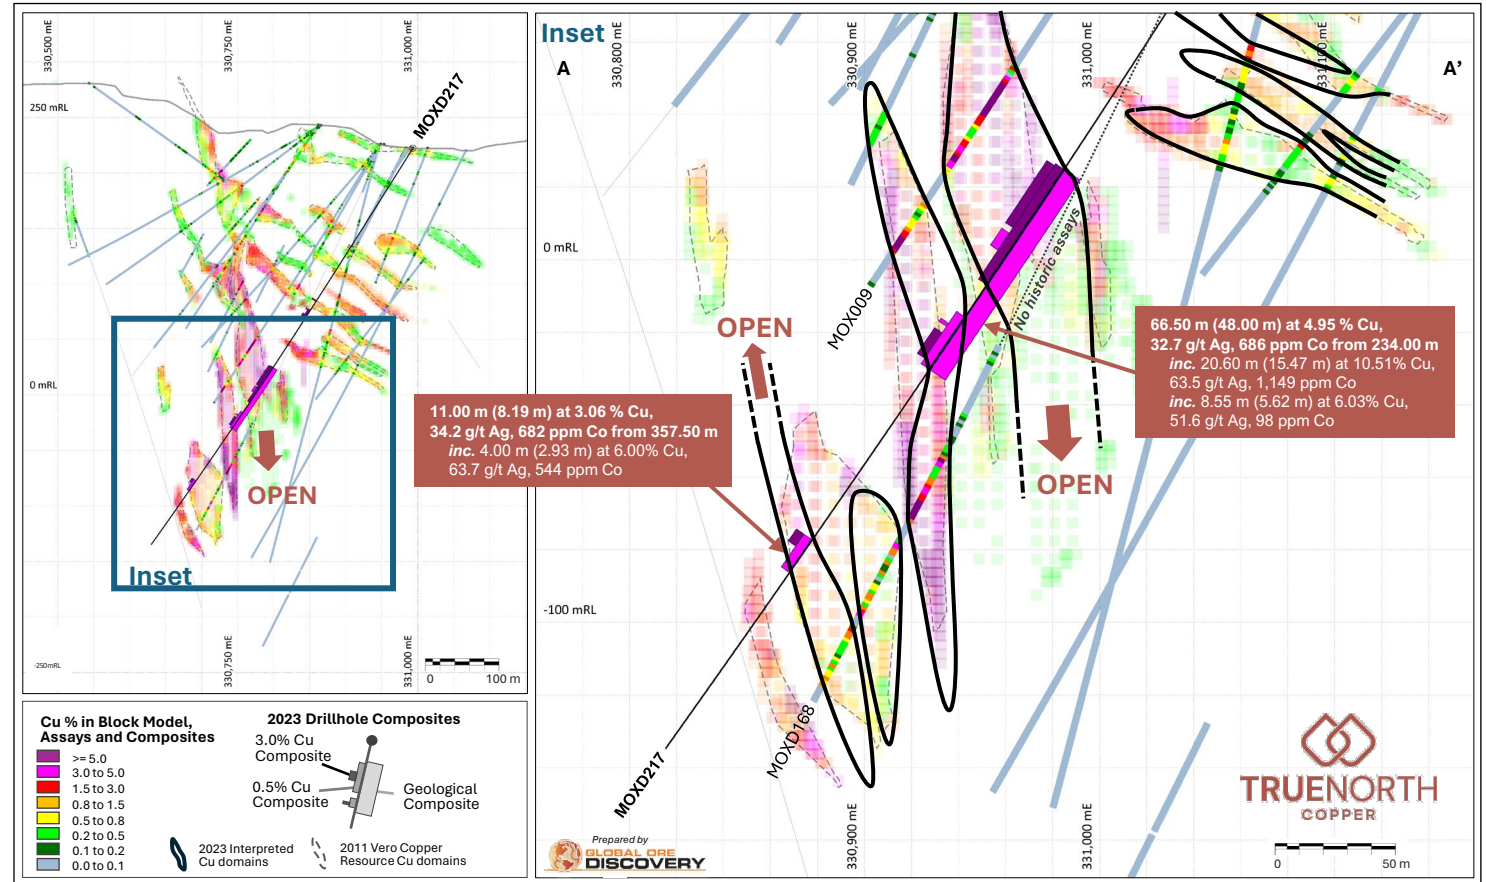 330,500 mE
330,750 mE
331,000 mE
MOXD217
250 mRL
0 mRL
OPEN
Inset
-250mRL
330,750 mE
331,000 mE
0 100 m
Cu % in Block Model,
Assays and Composites
>= 5.0
3.0 to 5.0
1.5 to 3.0
0.8 to 1.5
0.5 to 0.8
0.2 to 0.5
0.1 to 0.2
0.0 to 0.1
2023 Drillhole Composites
3.0% Cu
Composite
0.5% Cu
Composite
Geological
Composite
2023 Interpreted
Cu domains
2011 Vero Copper
Resource Cu domains
Inset
A
A'
330,800 mE
330,900 mE
331,000 mE
331,100 mE
0 mRL
-100 mRL
No historic assays
MOX009
OPEN
66.50 m (48.00 m) at 4.95 % Cu,
32.7 g/t Ag, 686 ppm Co from 234.00 m
inc. 20.60 m (15.47 m) at 10.51% Cu,
63.5 g/t Ag, 1,149 ppm Co
inc. 8.55 m (5.62 m) at 6.03% Cu,
51.6 g/t Ag, 98 ppm Co
11.00 m (8.19 m) at 3.06 % Cu,
34.2 g/t Ag, 682 ppm Co from 357.50 m
inc. 4.00 m (2.93 m) at 6.00% Cu,
63.7 g/t Ag, 544 ppm Co
OPEN
MOXD168
MOXD217
330,900 mE
331,000 mE
TRUENORTH
COPPER
Prepared by
GLOBAL ORE
DISCOVERY
0 50 m